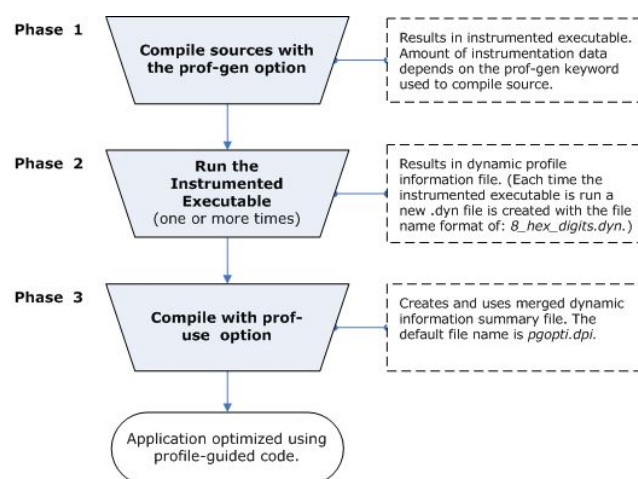 Phase 1
Compile sources with
the prof-gen option
Results in instrumented executable.
Amount of instrumentation data
depends on the prof-gen keyword
used to compile source.
Phase 2
Run the
Instrumented
Executable
(one or more times)
Results in dynamic profile
information file. (Each time the
instrumented executable is run a
new .dyn file is created with the file
name format of: 8_hex_digits.dyn.)
Phase 3
Compile with prof-
use option
Creates and uses merged dynamic
information summary file. The
default file name is pgopti.dpi.
Application optimized using
profile-guided code.